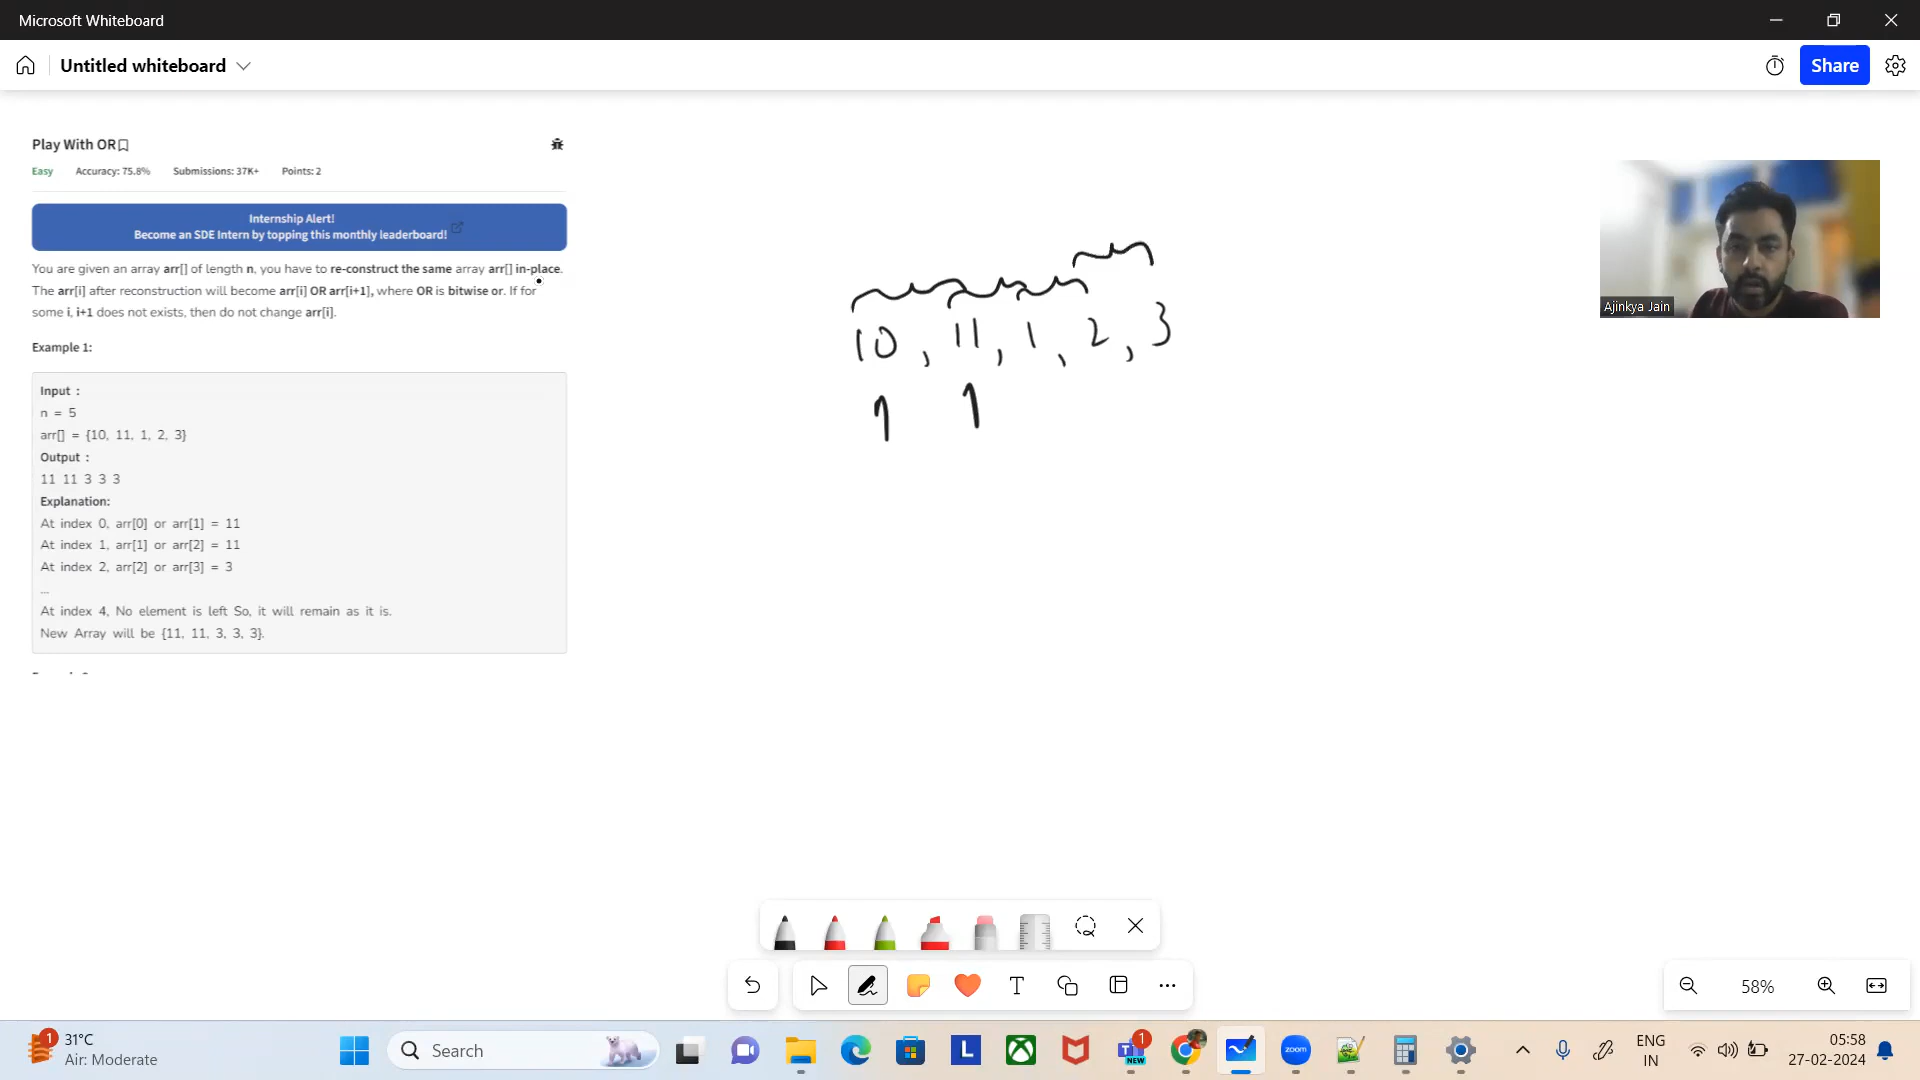 Microsoft Whiteboard
Untitled whiteboard
Share
Play With OR
Easy Accuracy: 75.8% Submissions: 37K+ Points: 2
Internship Alert!
Become an SDE Intern by topping this monthly leaderboard!
You are given an array arr[] of length n, you have to re-construct the same array arr[] in-place.
The arr[i] after reconstruction will become arr[i] OR arr[i+1], where OR is bitwise or. If for
some i, i+1 does not exists, then do not change arr[i].
Example 1:
Input :
n = 5
arr[] = {10, 11, 1, 2, 3}
Output :
11 11 3 3 3
Explanation:
At index 0, arr[0] or arr[1] = 11
At index 1, arr[1] or arr[2] = 11
At index 2, arr[2] or arr[3] = 3
...
At index 4, No element is left So, it will remain as it is.
New Array will be {11, 11, 3, 3, 3}.
10, 11, 1, 2, 3
Ajinkya Jain
58%
1
31°C
Air: Moderate
Search
NEW
L
1
NEW
zoom
ENG
IN
05:58
27-02-2024